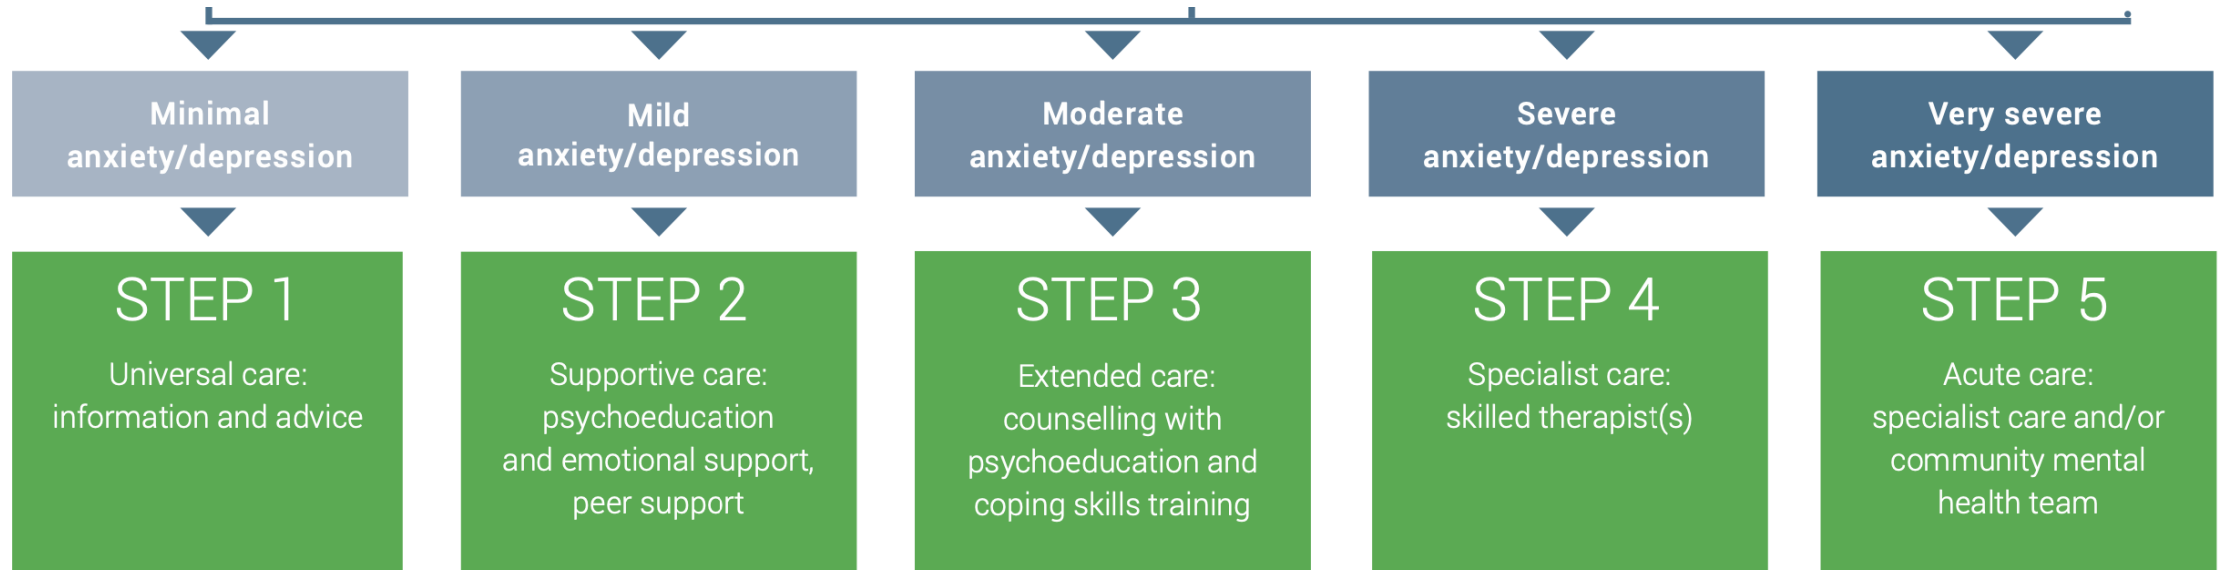 Minimal
anxiety/depression
Mild
anxiety/depression
Moderate
anxiety/depression
Severe
anxiety/depression
Very severe
anxiety/depression
STEP 1
Universal care:
information and advice
STEP 2
Supportive care:
psychoeducation
and emotional support,
peer support
STEP 3
Extended care:
counselling with
psychoeducation and
coping skills training
STEP 4
Specialist care:
skilled therapist(s)
STEP 5
Acute care:
specialist care and/or
community mental
health team